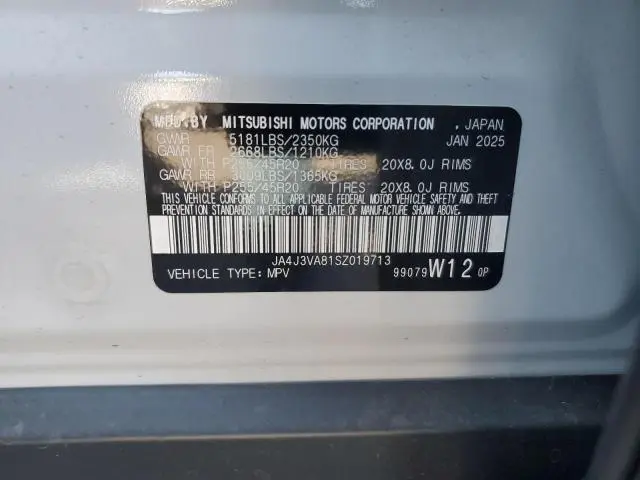 MFD.BY MITSUBISHI MOTORS CORPORATION . JAPAN
GVWR 5181LBS/2350KG JAN 2025
GAWR FR 2668LBS/1210KG
WITH P255/45R20 TIRES 20X8.0J RIMS
GAWR RR 3009LBS/1365KG
WITH P255/45R20 TIRES 20X8.0J RIMS
THIS VEHICLE CONFORMS TO ALL APPLICABLE FEDERAL MOTOR VEHICLE SAFETY AND THEFT
PREVENTION STANDARDS IN EFFECT ON THE DATE OF MANUFACTURE SHOWN ABOVE.
JA4J3VA81SZ019713
VEHICLE TYPE:MPV 99079 W12 0P